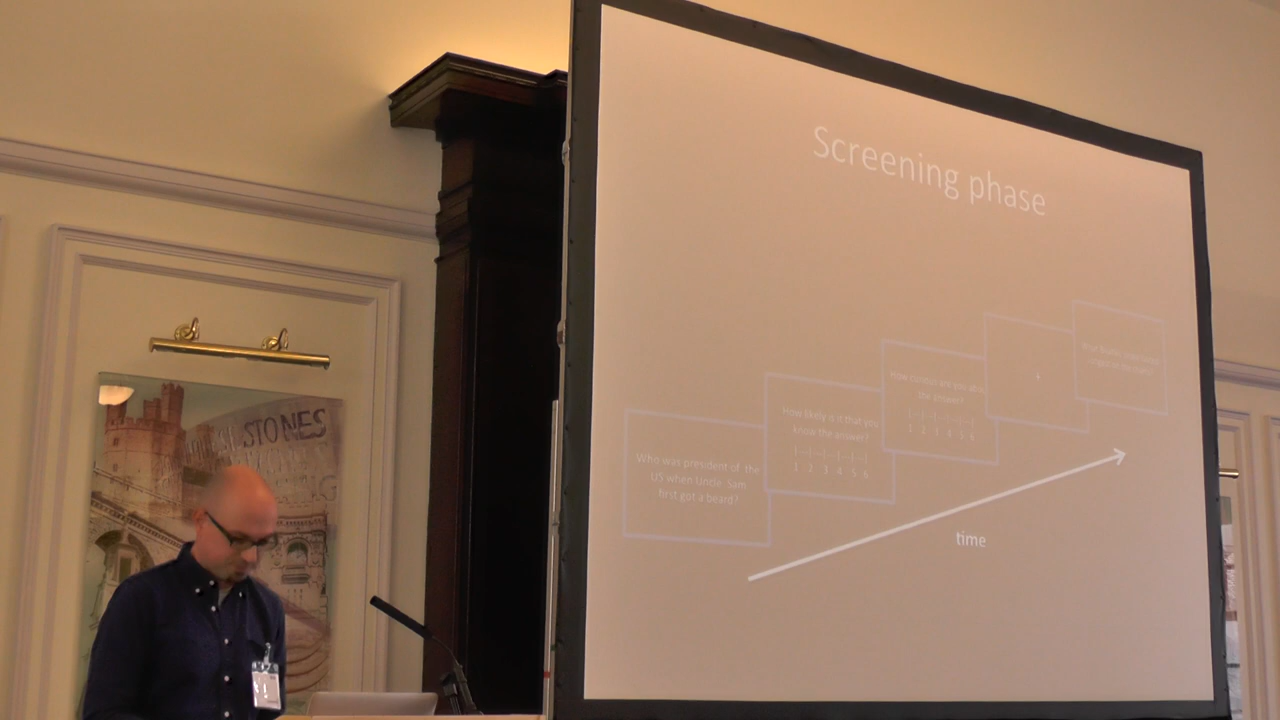 Screening phase
Who was president of the
US when Uncle Sam
first got a beard?
How likely is it that you
know the answer?
1 2 3 4 5 6
How curious are you about
the answer?
1 2 3 4 5 6
time
STONES